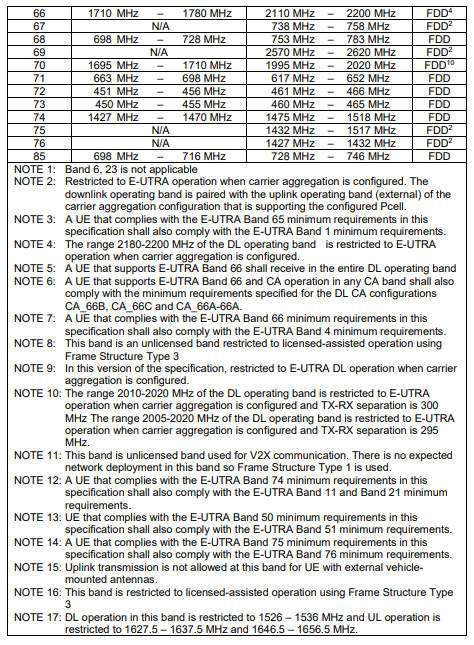 66 1710 MHz – 1780 MHz 2110 MHz – 2200 MHz FDD4
67 N/A 738 MHz – 758 MHz FDD2
68 698 MHz – 728 MHz 753 MHz – 783 MHz FDD
69 N/A 2570 MHz – 2620 MHz FDD2
70 1695 MHz – 1710 MHz 1995 MHz – 2020 MHz FDD10
71 663 MHz – 698 MHz 617 MHz – 652 MHz FDD
72 451 MHz – 456 MHz 461 MHz – 466 MHz FDD
73 450 MHz – 455 MHz 460 MHz – 465 MHz FDD
74 1427 MHz – 1470 MHz 1475 MHz – 1518 MHz FDD
75 N/A 1432 MHz – 1517 MHz FDD2
76 N/A 1427 MHz – 1432 MHz FDD2
85 698 MHz – 716 MHz 728 MHz – 746 MHz FDD
NOTE 1: Band 6, 23 is not applicable
NOTE 2: Restricted to E-UTRA operation when carrier aggregation is configured. The
downlink operating band is paired with the uplink operating band (external) of the
carrier aggregation configuration that is supporting the configured Pcell.
NOTE 3: A UE that complies with the E-UTRA Band 65 minimum requirements in this
specification shall also comply with the E-UTRA Band 1 minimum requirements.
NOTE 4: The range 2180-2200 MHz of the DL operating band is restricted to E-UTRA
operation when carrier aggregation is configured.
NOTE 5: A UE that supports E-UTRA Band 66 shall receive in the entire DL operating band
NOTE 6: A UE that supports E-UTRA Band 66 and CA operation in any CA band shall also
comply with the minimum requirements specified for the DL CA configurations
CA_66B, CA_66C and CA_66A-66A.
NOTE 7: A UE that complies with the E-UTRA Band 66 minimum requirements in this
specification shall also comply with the E-UTRA Band 4 minimum requirements.
NOTE 8: This band is an unlicensed band restricted to licensed-assisted operation using
Frame Structure Type 3
NOTE 9: In this version of the specification, restricted to E-UTRA DL operation when carrier
aggregation is configured.
NOTE 10: The range 2010-2020 MHz of the DL operating band is restricted to E-UTRA
operation when carrier aggregation is configured and TX-RX separation is 300
MHz The range 2005-2020 MHz of the DL operating band is restricted to E-UTRA
operation when carrier aggregation is configured and TX-RX separation is 295
MHz.
NOTE 11: This band is unlicensed band used for V2X communication. There is no expected
network deployment in this band so Frame Structure Type 1 is used.
NOTE 12: A UE that complies with the E-UTRA Band 74 minimum requirements in this
specification shall also comply with the E-UTRA Band 11 and Band 21 minimum
requirements.
NOTE 13: UE that complies with the E-UTRA Band 50 minimum requirements in this
specification shall also comply with the E-UTRA Band 51 minimum requirements.
NOTE 14: A UE that complies with the E-UTRA Band 75 minimum requirements in this
specification shall also comply with the E-UTRA Band 76 minimum requirements.
NOTE 15: Uplink transmission is not allowed at this band for UE with external vehicle-
mounted antennas.
NOTE 16: This band is restricted to licensed-assisted operation using Frame Structure Type
3
NOTE 17: DL operation in this band is restricted to 1526 – 1536 MHz and UL operation is
restricted to 1627.5 – 1637.5 MHz and 1646.5 – 1656.5 MHz.